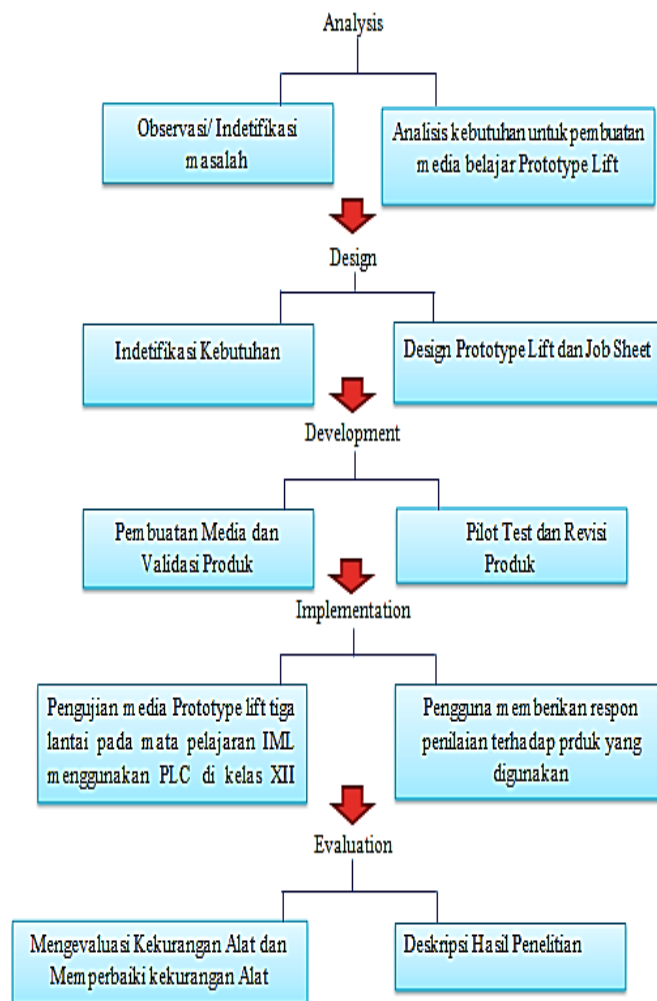 Analysis
Observasi/ Indetifikasi
masalah
Analisis kebutuhan untuk pembuatan
media belajar Prototype Lift
Design
Indetifikasi Kebutuhan
Design Prototype Lift dan Job Sheet
Development
Pembuatan Media dan
Validasi Produk
Pilot Test dan Revisi
Produk
Implementation
Pengujian media Prototype lift tiga
lantai pada mata pelajaran IML
menggunakan PLC di kelas XII
Pengguna memberikan respon
penilaian terhadap prduk yang
digunakan
Evaluation
Mengevaluasi Kekurangan Alat dan
Memperbaiki kekurangan Alat
Deskripsi Hasil Penelitian